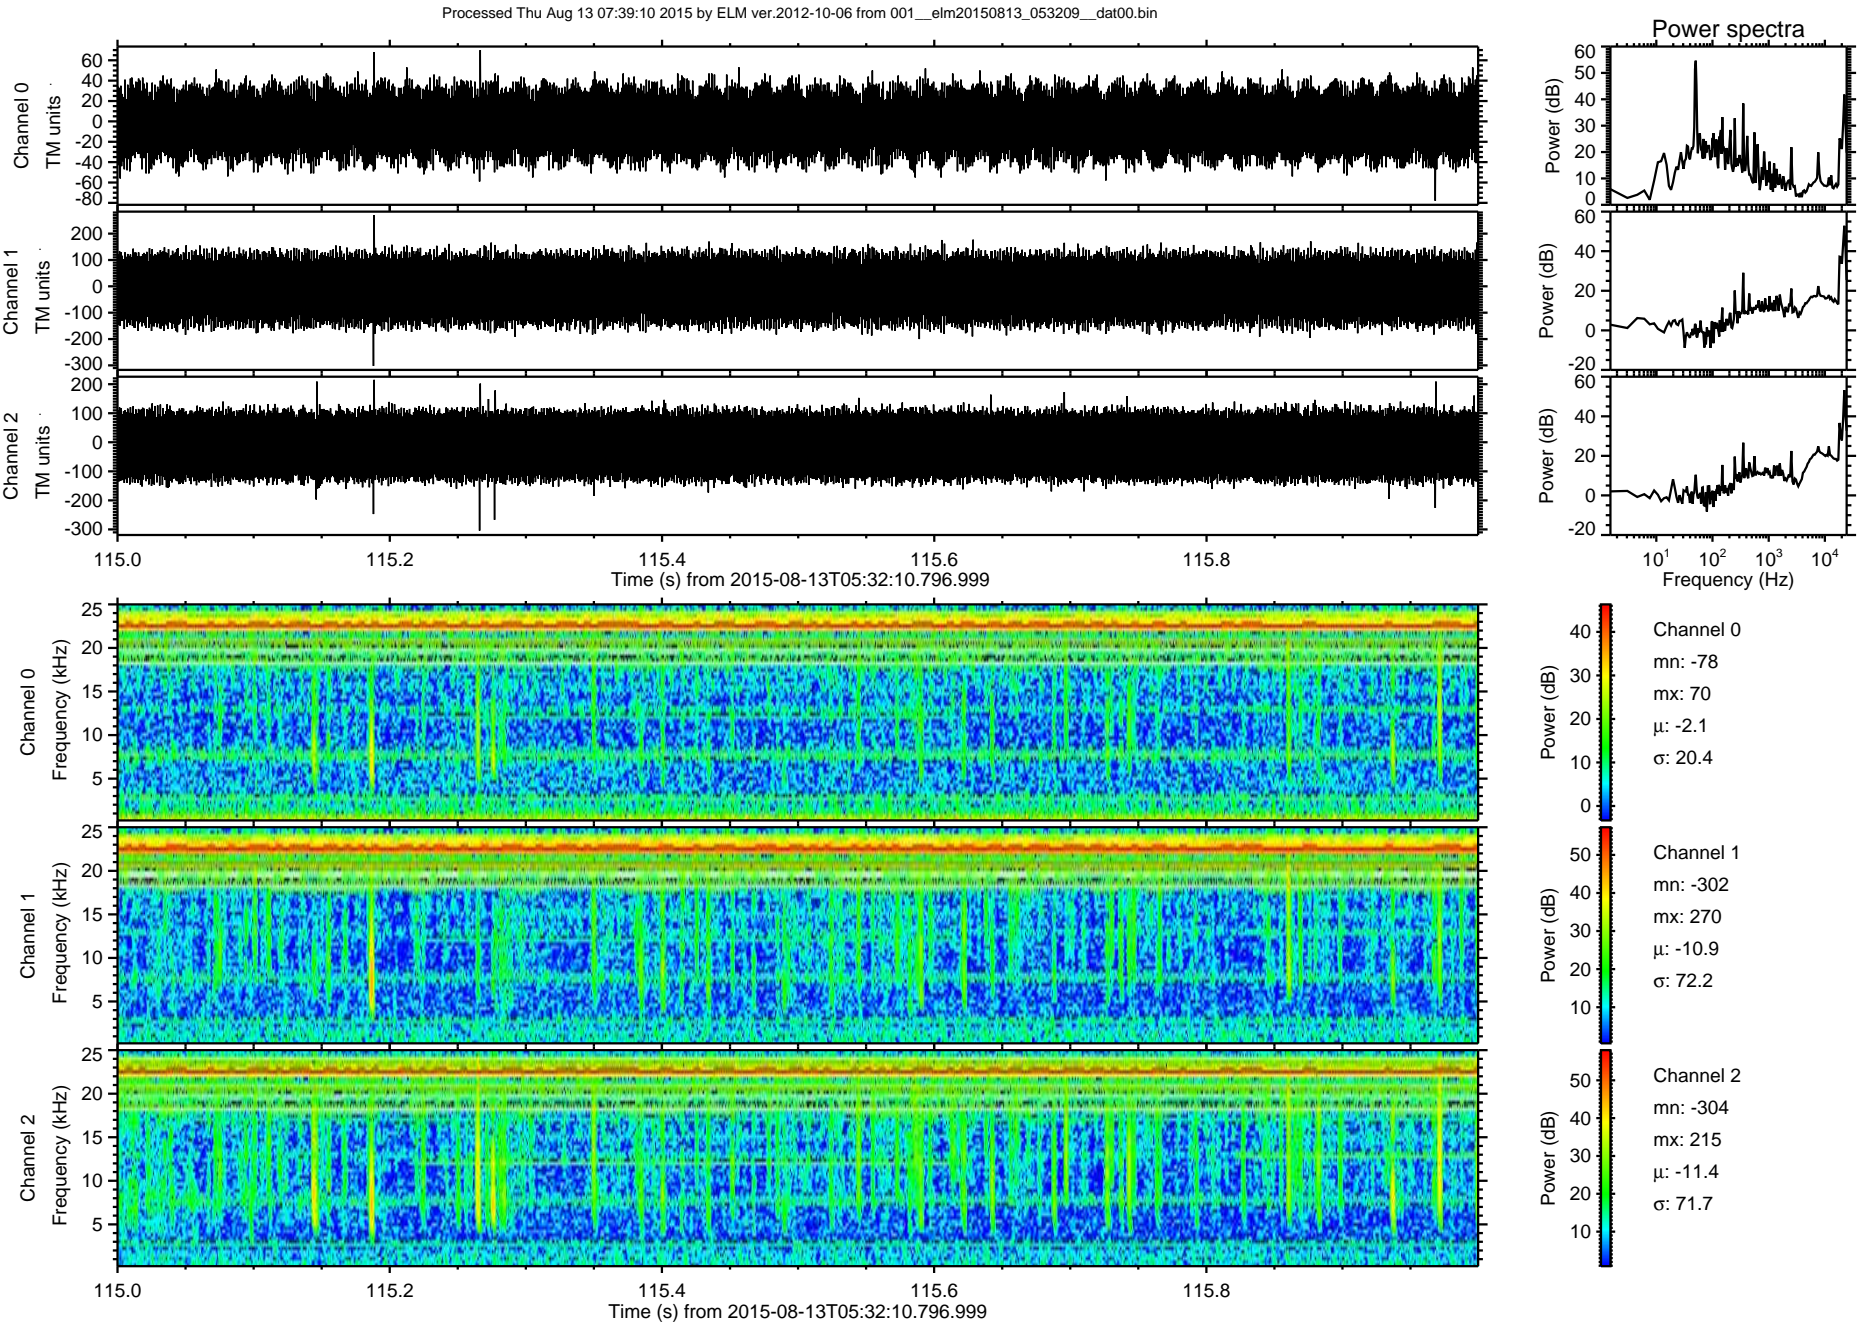 Processed Thu Aug 13 07:39:10 2015 by ELM ver.2012-10-06 from 001__elm20150813_053209__dat00.bin
Power spectra
Channel 0
TM units
60
40
20
0
-20
-40
-60
-80
Power (dB)
60
50
40
30
20
10
0
Channel 1
TM units
200
100
0
-100
-200
-300
Power (dB)
60
40
20
0
-20
Channel 2
TM units
200
100
0
-100
-200
-300
Power (dB)
60
40
20
0
-20
115.0 115.2 115.4 115.6 115.8
Time (s) from 2015-08-13T05:32:10.796.999
10¹ 10² 10³ 10⁴
Frequency (Hz)
Channel 0
Frequency (kHz)
25
20
15
10
5
Power (dB)
40
30
20
10
0
Channel 0
mn: -78
mx: 70
μ: -2.1
σ: 20.4
Channel 1
Frequency (kHz)
25
20
15
10
5
Power (dB)
50
40
30
20
10
Channel 1
mn: -302
mx: 270
μ: -10.9
σ: 72.2
Channel 2
Frequency (kHz)
25
20
15
10
5
Power (dB)
50
40
30
20
10
Channel 2
mn: -304
mx: 215
μ: -11.4
σ: 71.7
115.0 115.2 115.4 115.6 115.8
Time (s) from 2015-08-13T05:32:10.796.999